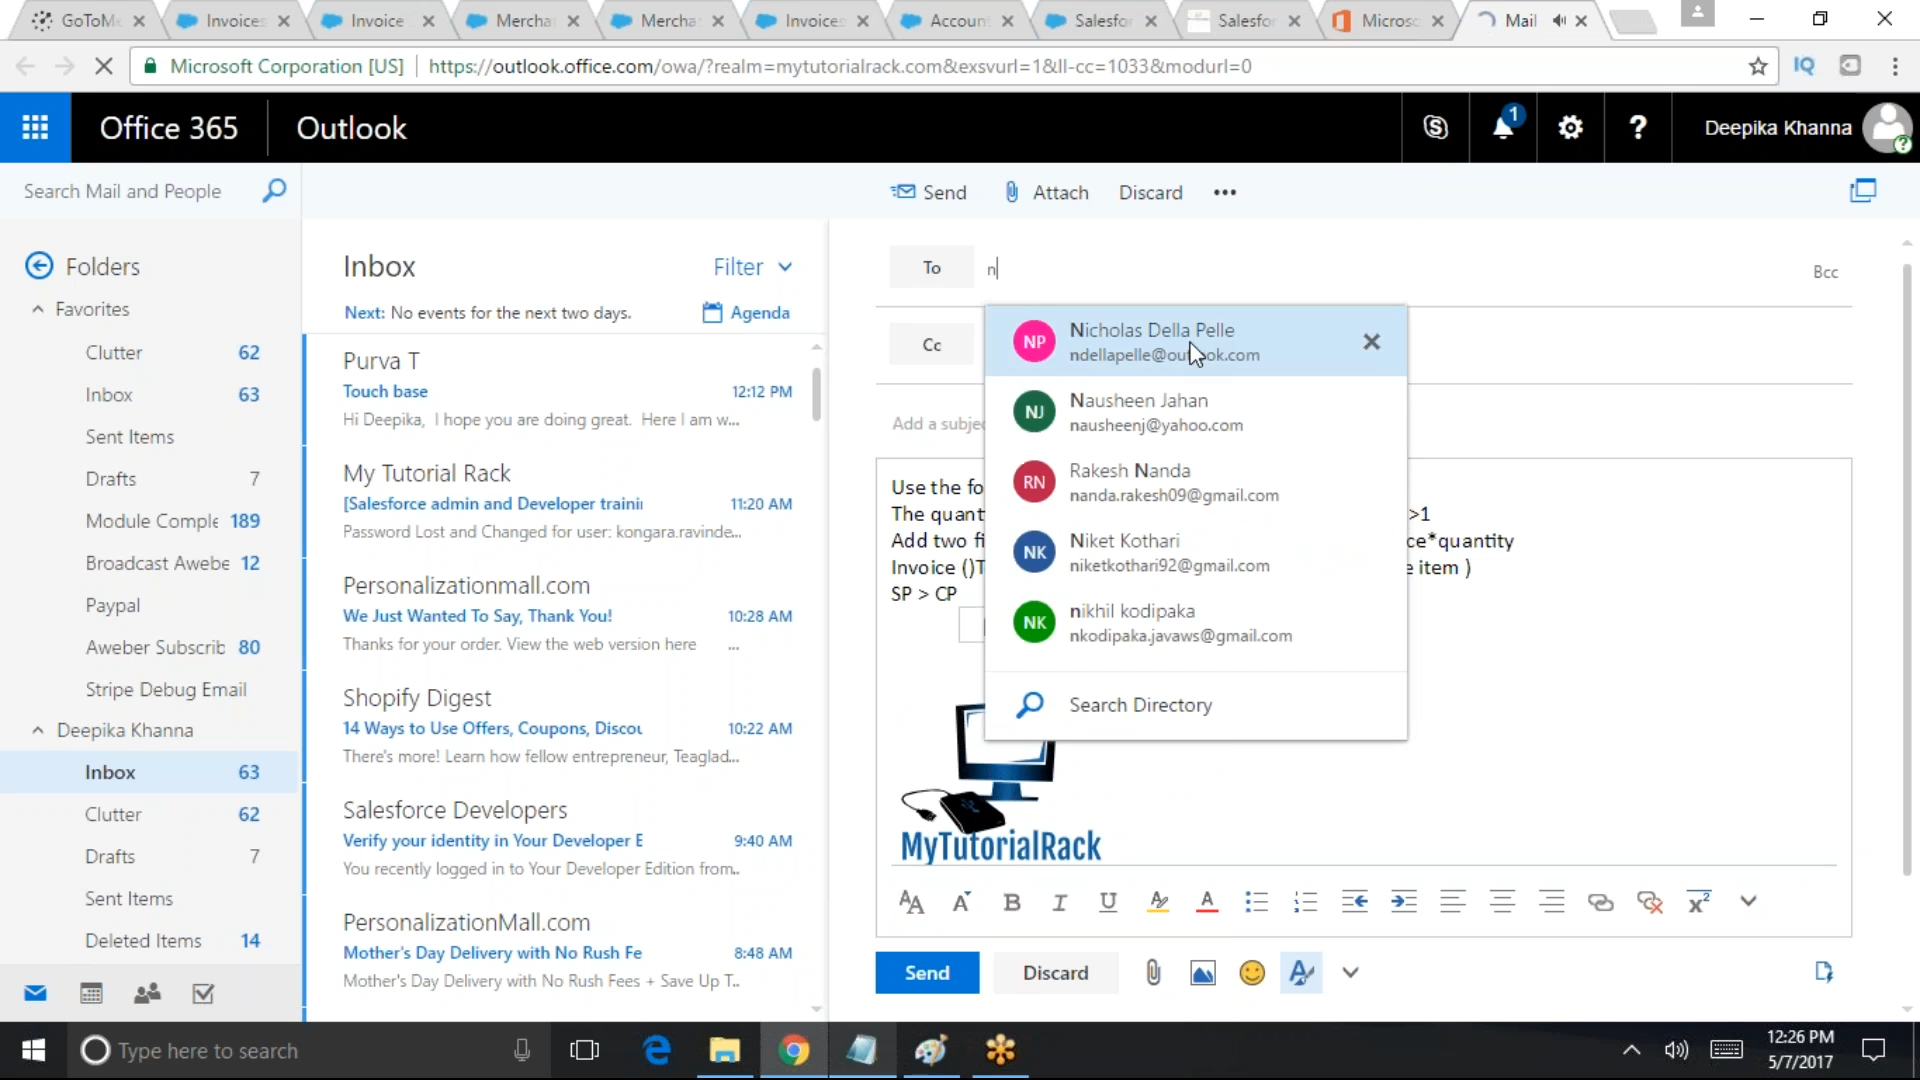 GoToMe
Invoices
Invoice
Merchan
Merchan
Invoices
Account
Salesfor
Salesfor
Microso
Mail
Microsoft Corporation [US]
https://outlook.office.com/owa/?realm=mytutorialrack.com&exsvurl=1&ll-cc=1033&modurl=0
Office 365
Outlook
1
Deepika Khanna
Search Mail and People
Send
Attach
Discard
Folders
Favorites
Clutter 62
Inbox 63
Sent Items
Drafts 7
Module Comple 189
Broadcast Awebe 12
Paypal
Aweber Subscrib 80
Stripe Debug Email
Deepika Khanna
Inbox 63
Clutter 62
Drafts 7
Sent Items
Deleted Items 14
Inbox
Filter
Next: No events for the next two days.
Agenda
Purva T
Touch base 12:12 PM
Hi Deepika, I hope you are doing great. Here I am w...
My Tutorial Rack
[Salesforce admin and Developer trainin 11:20 AM
Password Lost and Changed for user: kongara.ravinde...
Personalizationmall.com
We Just Wanted To Say, Thank You! 10:28 AM
Thanks for your order. View the web version here ...
Shopify Digest
14 Ways to Use Offers, Coupons, Discou 10:22 AM
There's more! Learn how fellow entrepreneur, Teaglad...
Salesforce Developers
Verify your identity in Your Developer E 9:40 AM
You recently logged in to Your Developer Edition from...
PersonalizationMall.com
Mother's Day Delivery with No Rush Fe 8:48 AM
Mother's Day Delivery with No Rush Fees + Save Up T...
To
n
Bcc
Cc
Add a subjec
NP
Nicholas Della Pelle
ndellapelle@outlook.com
NJ
Nausheen Jahan
nausheenj@yahoo.com
RN
Rakesh Nanda
nanda.rakesh09@gmail.com
NK
Niket Kothari
niketkothari92@gmail.com
NK
nikhil kodipaka
nkodipaka.javaws@gmail.com
Search Directory
Use the fo
The quant >1
Add two fi ce*quantity
Invoice ()T e item )
SP > CP
MyTutorialRack
Send
Discard
Type here to search
12:26 PM
5/7/2017